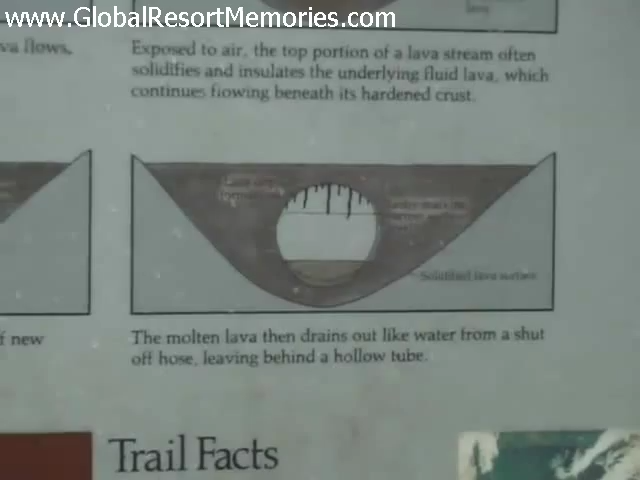 www.GlobalResortMemories.com
lava
va flows.
Exposed to air, the top portion of a lava stream often
solidifies and insulates the underlying fluid lava, which
continues flowing beneath its hardened crust.
Solidified lava surface
f new
The molten lava then drains out like water from a shut
off hose, leaving behind a hollow tube.
Trail Facts